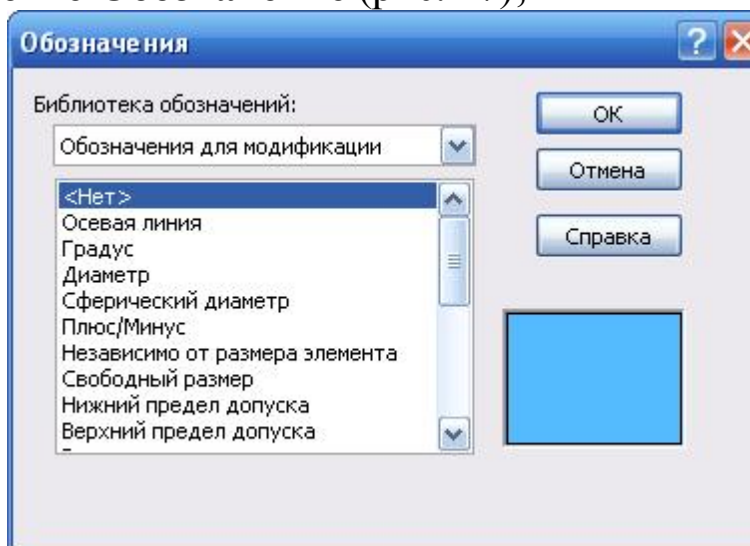 Обозначения
Библиотека обозначений:
Обозначения для модификации
<Нет>
Осевая линия
Градус
Диаметр
Сферический диаметр
Плюс/Минус
Независимо от размера элемента
Свободный размер
Нижний предел допуска
Верхний предел допуска
ОК
Отмена
Справка